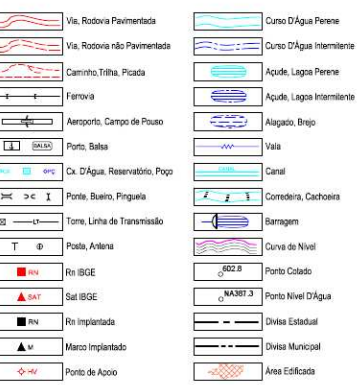 Via, Rodovia Pavimentada
Via, Rodovia não Pavimentada
Caminho,Trilha, Picada
Ferrovia
Aeroporto, Campo de Pouso
BALSA Porto, Balsa
Cx. D'Água, Reservatório, Poço
Ponte, Bueiro, Pinguela
LT Torre, Linha de Transmissão
Poste, Antena
RN Rn IBGE
SAT Sat IBGE
RN Rn Implantada
M Marco Implantado
HV Ponto de Apoio
Curso D'Água Perene
Curso D'Água Intermitente
Açude, Lagoa Perene
Açude, Lagoa Intermitente
Alagado, Brejo
Vala
CANAL Canal
Corredeira, Cachoeira
Barragem
Curva de Nível
602.8 Ponto Cotado
NA387.3 Ponto Nível D'Água
Divisa Estadual
Divisa Municipal
Área Edificada